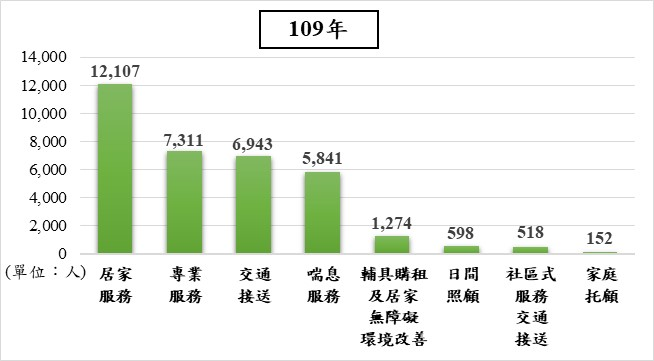 109年
14,000
12,000
10,000
8,000
6,000
4,000
2,000
0
12,107
7,311
6,943
5,841
1,274
598
518
152
(單位：人)
居家
服務
專業
服務
交通
接送
喘息
服務
輔具購租
及居家
無障礙
環境改善
日間
照顧
社區式
服務
交通
接送
家庭
托顧